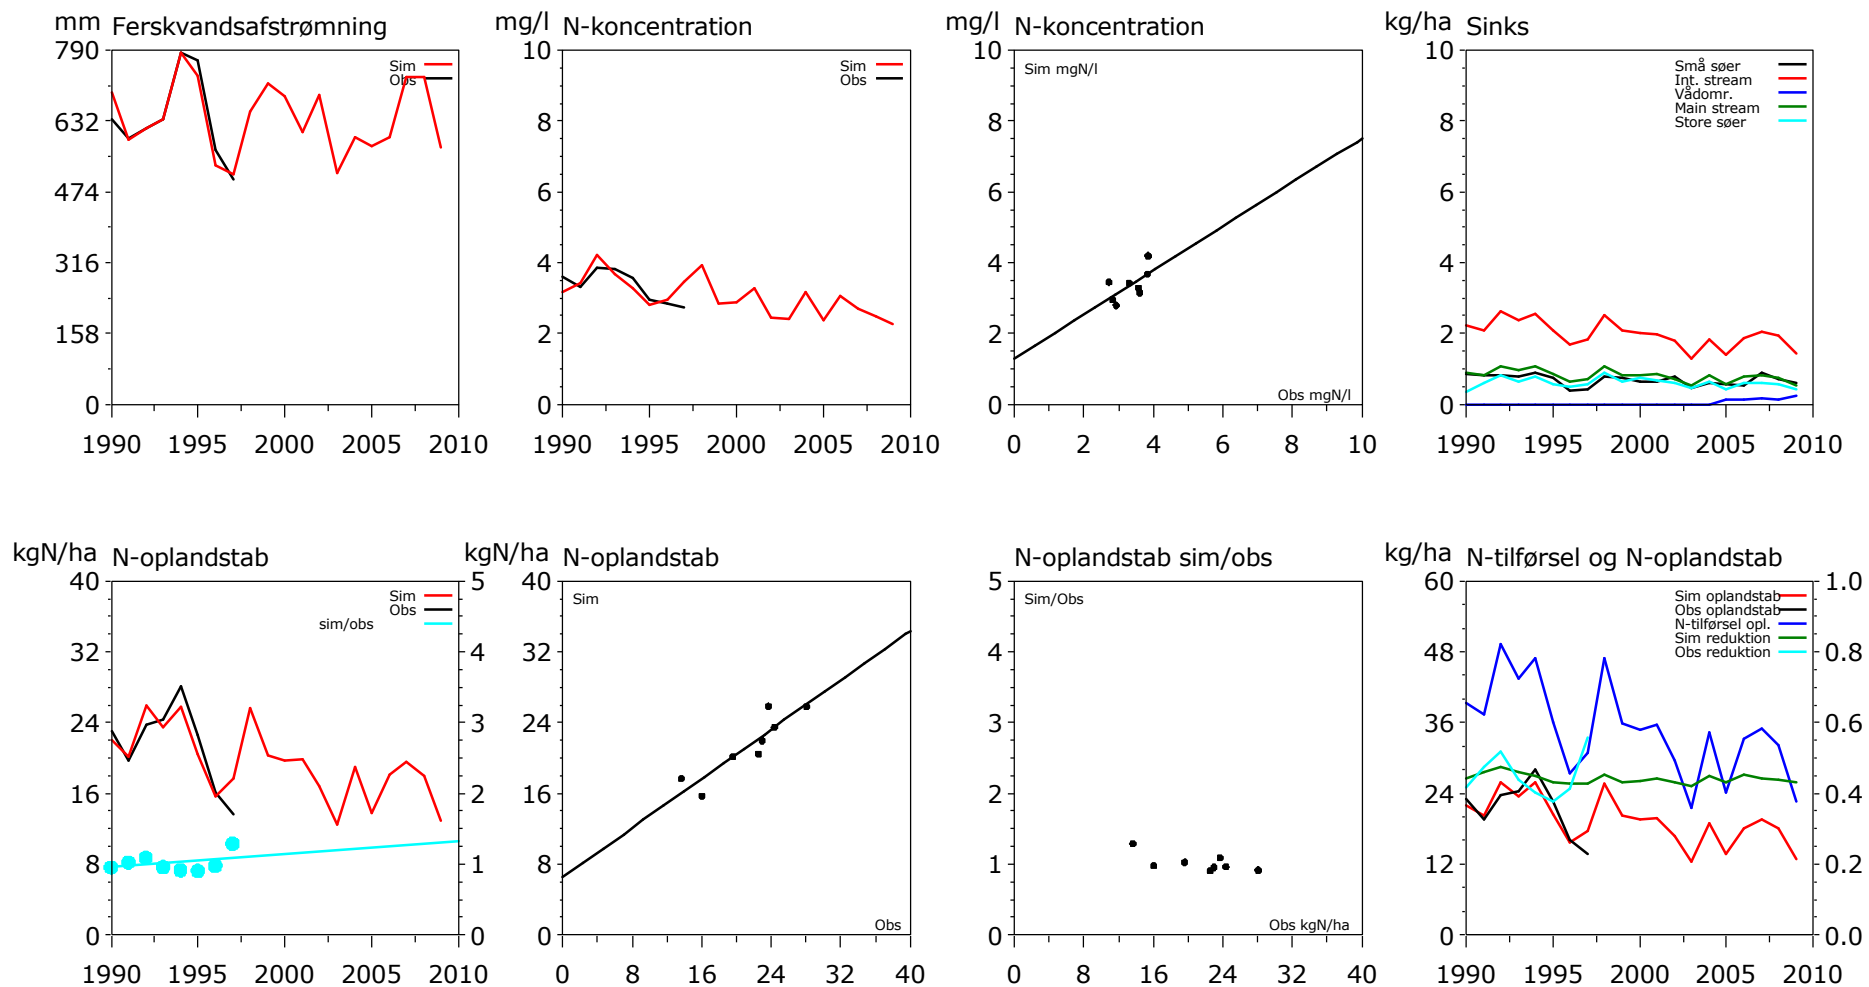 mm Ferskvandsafstrømning
790
632
474
316
158
0
1990 1995 2000 2005 2010
Sim
Obs
mg/l N-koncentration
10
8
6
4
2
0
1990 1995 2000 2005 2010
Sim
Obs
mg/l N-koncentration
10
8
6
4
2
0
0 2 4 6 8 10
Sim mgN/l
Obs mgN/l
kg/ha Sinks
10
8
6
4
2
0
1990 1995 2000 2005 2010
Små søer
Int. stream
Vådomr.
Main stream
Store søer
kgN/ha N-oplandstab
40
32
24
16
8
0
5
4
3
2
1
0
1990 1995 2000 2005 2010
Sim
Obs
sim/obs
kgN/ha N-oplandstab
40
32
24
16
8
0
0 8 16 24 32 40
Sim
Obs
N-oplandstab sim/obs
5
4
3
2
1
0
0 8 16 24 32 40
Sim/Obs
Obs kgN/ha
kg/ha N-tilførsel og N-oplandstab
60
48
36
24
12
0
1.0
0.8
0.6
0.4
0.2
0.0
1990 1995 2000 2005 2010
Sim oplandstab
Obs oplandstab
N-tilførsel opl.
Sim reduktion
Obs reduktion